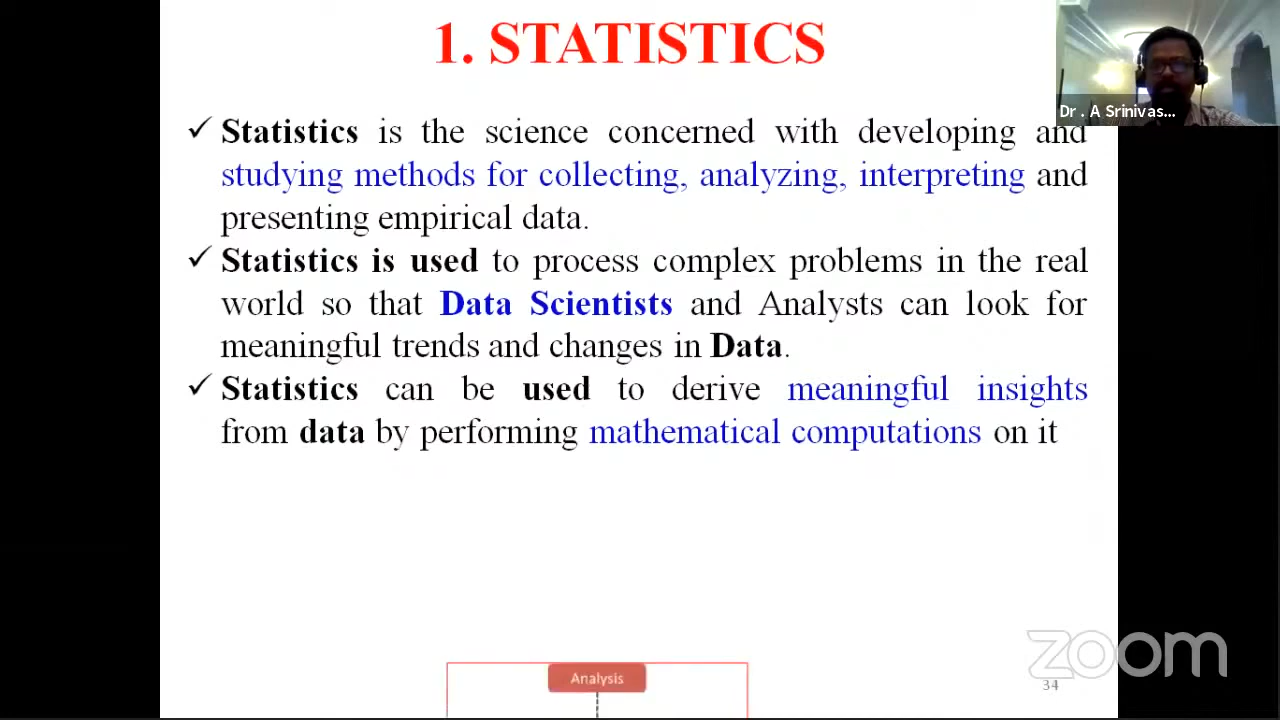 1. STATISTICS
Dr . A Srinivas...
✓ Statistics is the science concerned with developing and
studying methods for collecting, analyzing, interpreting and
presenting empirical data.
✓ Statistics is used to process complex problems in the real
world so that Data Scientists and Analysts can look for
meaningful trends and changes in Data.
✓ Statistics can be used to derive meaningful insights
from data by performing mathematical computations on it
zoom
34
Analysis